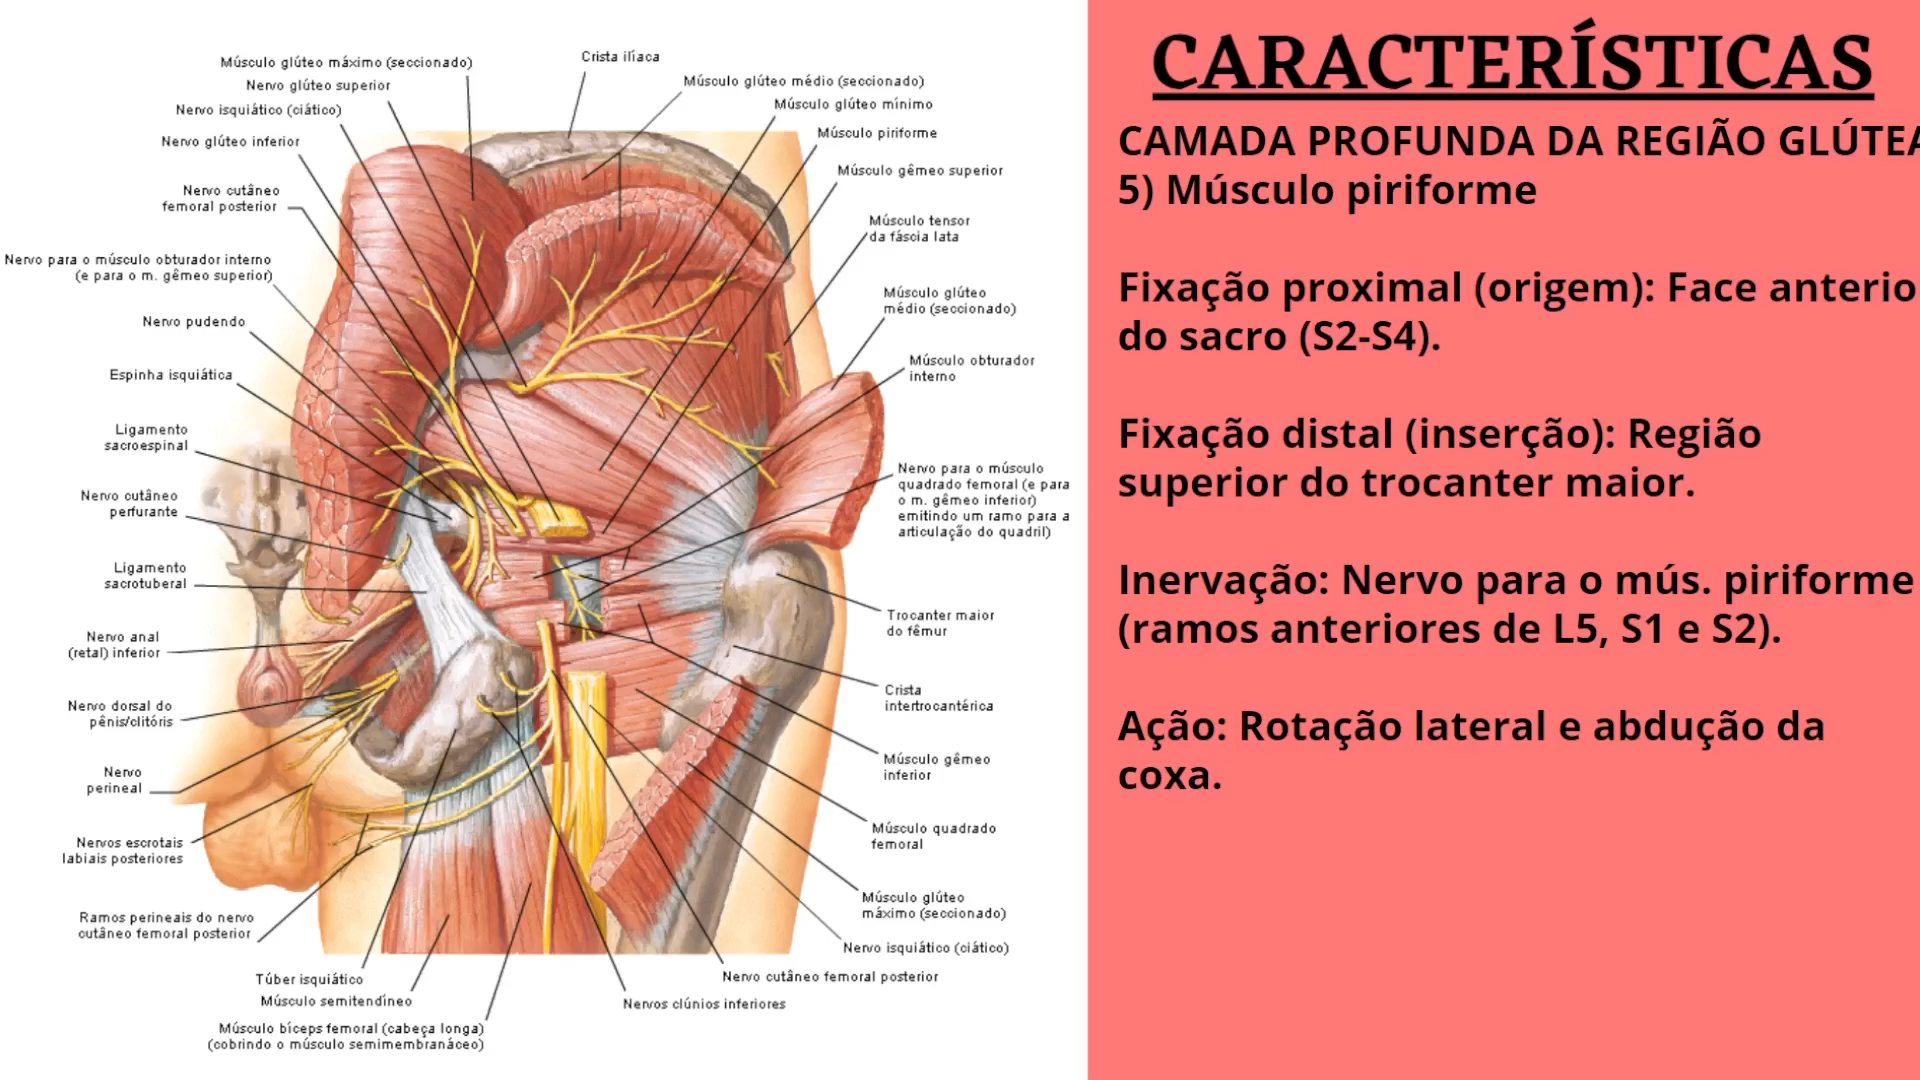 Músculo glúteo máximo (seccionado)
Nervo glúteo superior
Nervo isquiático (ciático)
Nervo glúteo inferior
Nervo cutâneo
femoral posterior
Nervo para o músculo obturador interno
(e para o m. gêmeo superior)
Nervo pudendo
Espinha isquiática
Ligamento
sacroespinal
Nervo cutâneo
perfurante
Ligamento
sacrotuberal
Nervo anal
(retal) inferior
Nervo dorsal do
pênis/clitóris
Nervo
perineal
Nervos escrotais
labiais posteriores
Ramos perineais do nervo
cutâneo femoral posterior
Túber isquiático
Músculo semitendíneo
Músculo bíceps femoral (cabeça longa)
(cobrindo o músculo semimembranáceo)
Crista ilíaca
Músculo glúteo médio (seccionado)
Músculo glúteo mínimo
Músculo piriforme
Músculo gêmeo superior
Músculo tensor
da fáscia lata
Músculo glúteo
médio (seccionado)
Músculo obturador
interno
Nervo para o músculo
quadrado femoral (e para
o m. gêmeo inferior)
emitindo um ramo para a
articulação do quadril)
Trocanter maior
do fêmur
Crista
intertrocantérica
Músculo gêmeo
inferior
Músculo quadrado
femoral
Músculo glúteo
máximo (seccionado)
Nervo isquiático (ciático)
Nervo cutâneo femoral posterior
Nervos clúnios inferiores
CARACTERÍSTICAS
CAMADA PROFUNDA DA REGIÃO GLÚTEA
5) Músculo piriforme
Fixação proximal (origem): Face anterio
do sacro (S2-S4).
Fixação distal (inserção): Região
superior do trocanter maior.
Inervação: Nervo para o mús. piriforme
(ramos anteriores de L5, S1 e S2).
Ação: Rotação lateral e abdução da
coxa.